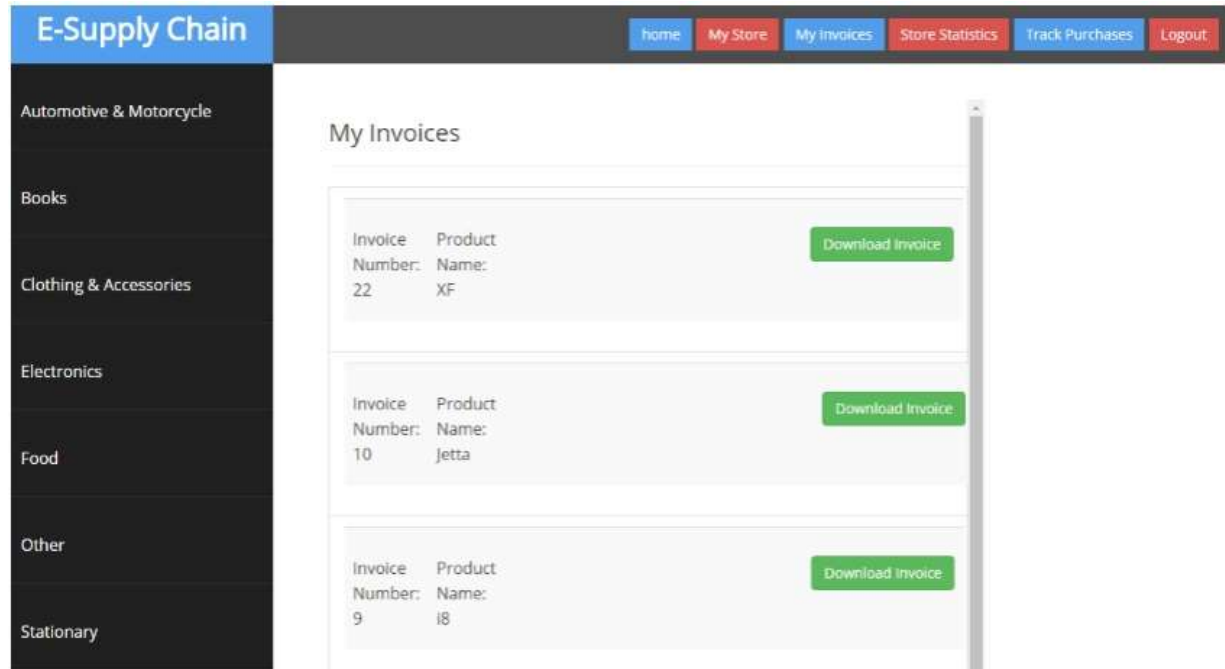 E-Supply Chain
home My Store My Invoices Store Statistics Track Purchases Logout
Automotive & Motorcycle
Books
Clothing & Accessories
Electronics
Food
Other
Stationary
My Invoices
Invoice Product
Number: Name:
22 XF
Download Invoice
Invoice Product
Number: Name:
10 Jetta
Download Invoice
Invoice Product
Number: Name:
9 i8
Download Invoice